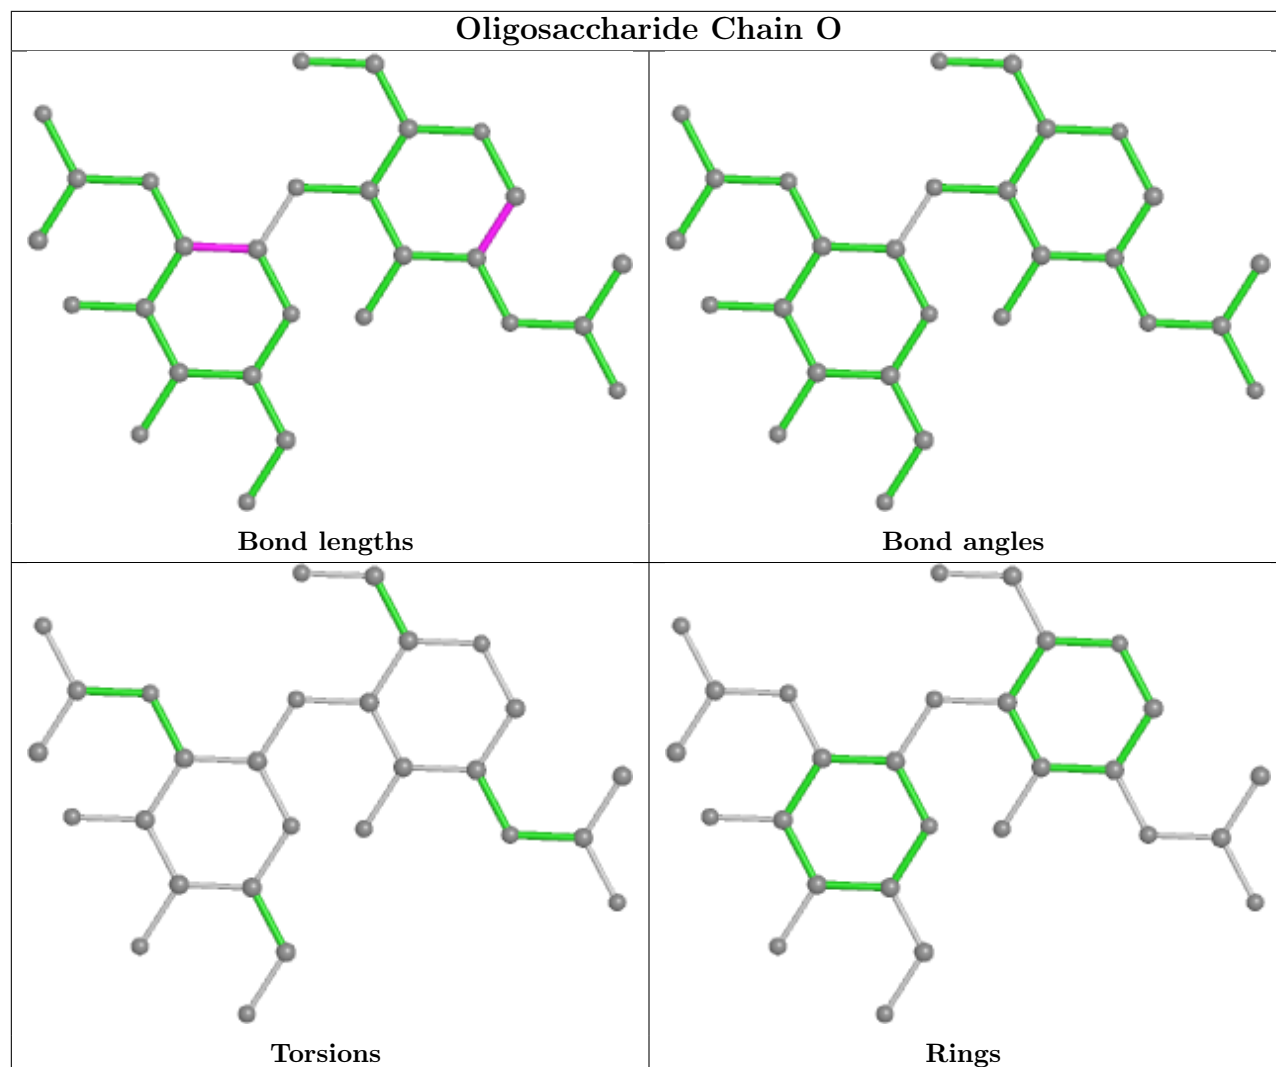 Oligosaccharide Chain O
Bond lengths
Bond angles
Torsions
Rings